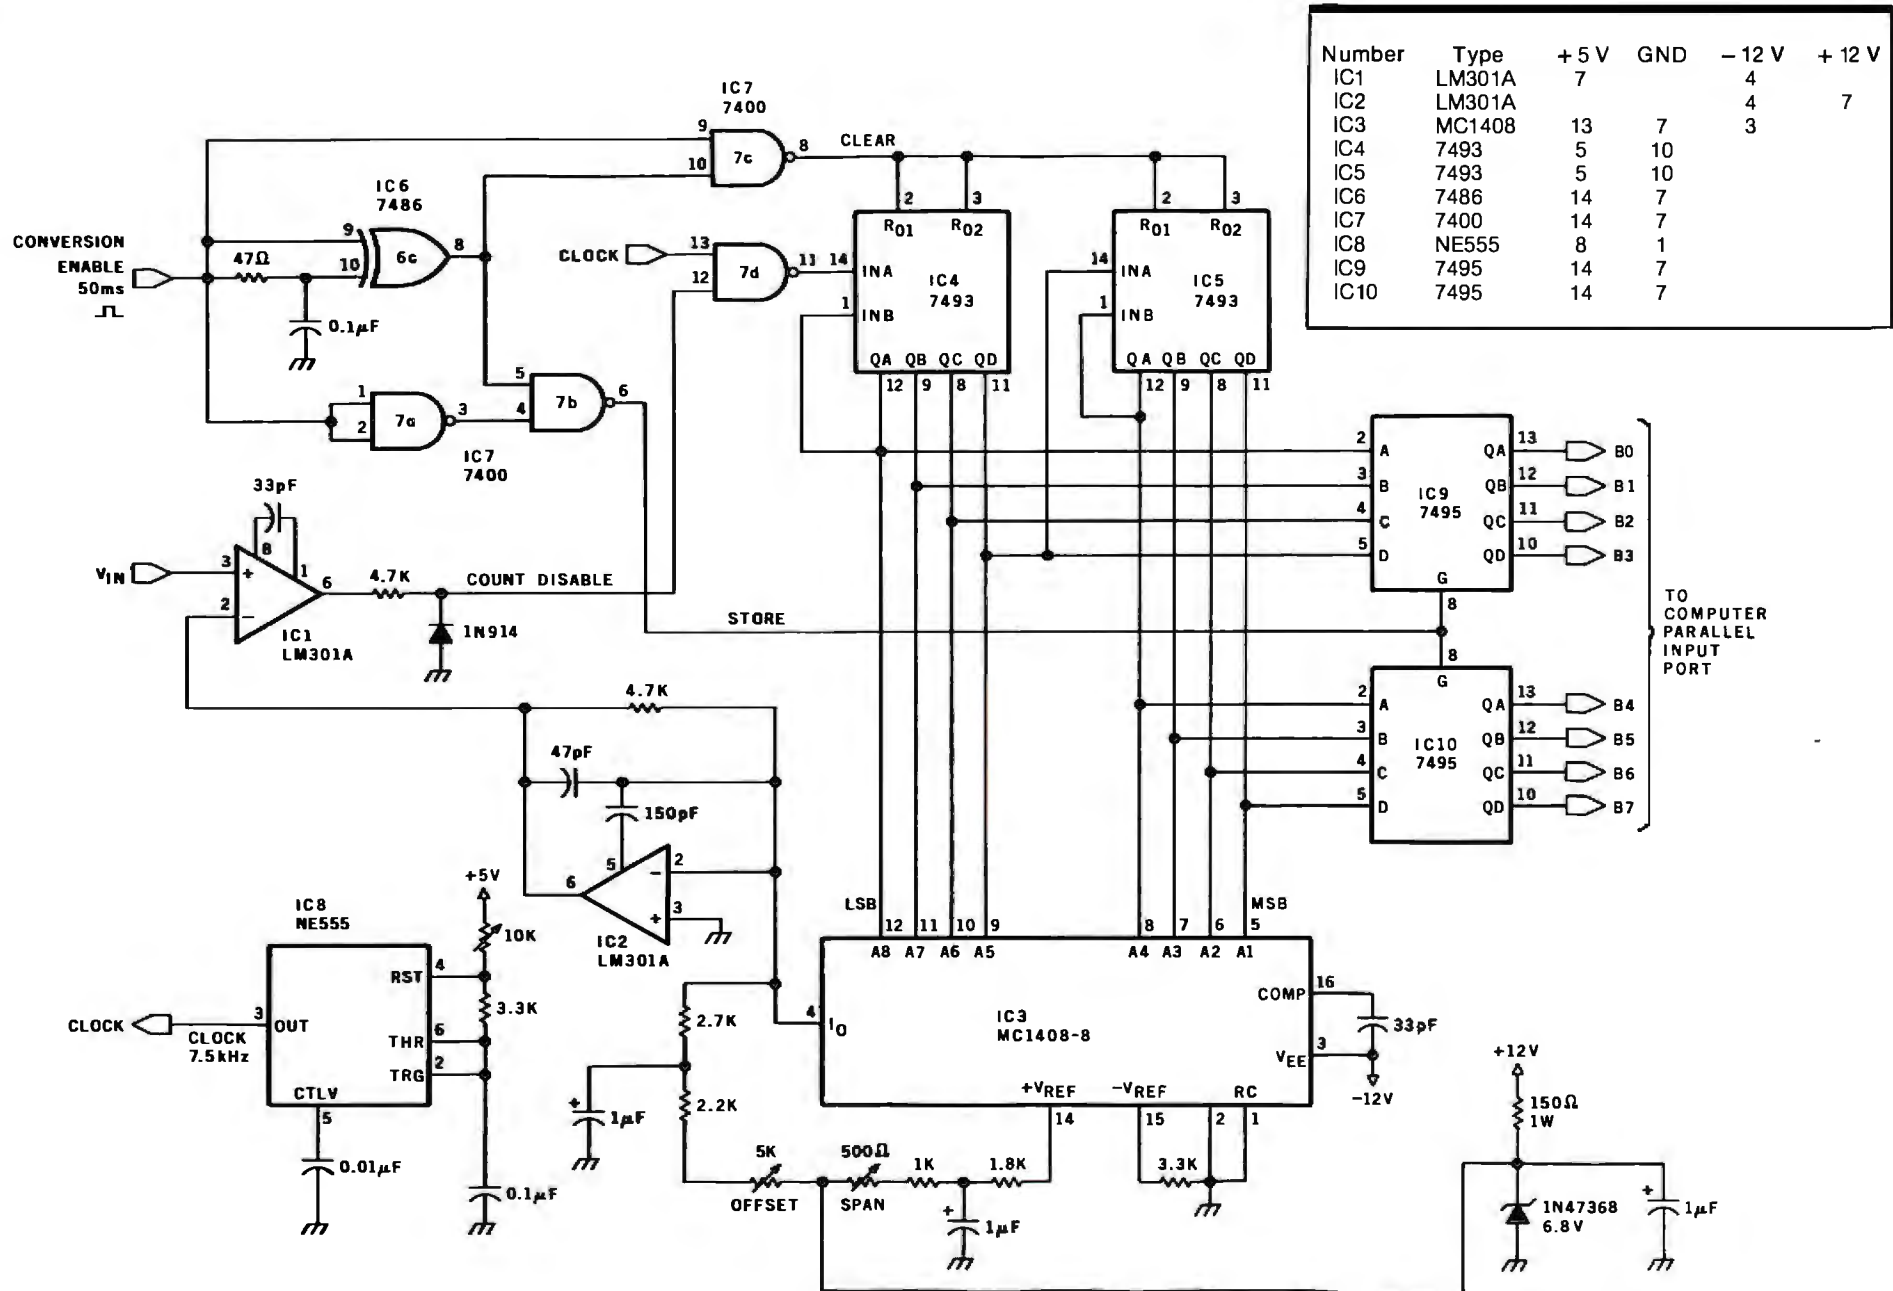 Number Type + 5 V GND − 12 V + 12 V
IC1 LM301A 7 4
IC2 LM301A 4 7
IC3 MC1408 13 7 3
IC4 7493 5 10
IC5 7493 5 10
IC6 7486 14 7
IC7 7400 14 7
IC8 NE555 8 1
IC9 7495 14 7
IC10 7495 14 7
CONVERSION
ENABLE
50ms
47Ω
0.1µF
IC6
7486
9
10
6c
8
IC7
7400
9
10
7c
8
CLEAR
1
2
7a
3
IC7
7400
5
4
7b
6
CLOCK
13
12
7d
11
2
3
R01
R02
14
INA
1
INB
IC4
7493
QA QB QC QD
12 9 8 11
2
3
R01
R02
14
INA
1
INB
IC5
7493
QA QB QC QD
12 9 8 11
2
A
3
B
4
C
5
D
IC9
7495
QA
13
B0
QB
12
B1
QC
11
B2
QD
10
B3
G
8
8
G
2
A
3
B
4
C
5
D
IC10
7495
QA
13
B4
QB
12
B5
QC
11
B6
QD
10
B7
TO
COMPUTER
PARALLEL
INPUT
PORT
33pF
8
1
VIN
3
+
2
−
6
IC1
LM301A
4.7K
COUNT DISABLE
1N914
STORE
4.7K
47pF
150pF
5
6
2
−
3
+
IC2
LM301A
+5V
IC8
NE555
10K
RST
4
3.3K
CLOCK
CLOCK
7.5kHz
3
OUT
THR
6
TRG
2
CTLV
5
0.01µF
0.1µF
2.7K
2.2K
1µF
+
5K
OFFSET
500Ω
SPAN
1K
1.8K
+
1µF
LSB
MSB
12 11 10 9 8 7 6 5
A8 A7 A6 A5 A4 A3 A2 A1
4
IO
IC3
MC1408-8
COMP
16
33pF
VEE
3
−12V
+VREF
14
−VREF
15
2
RC
1
3.3K
+12V
150Ω
1W
1N47368
6.8V
+
1µF